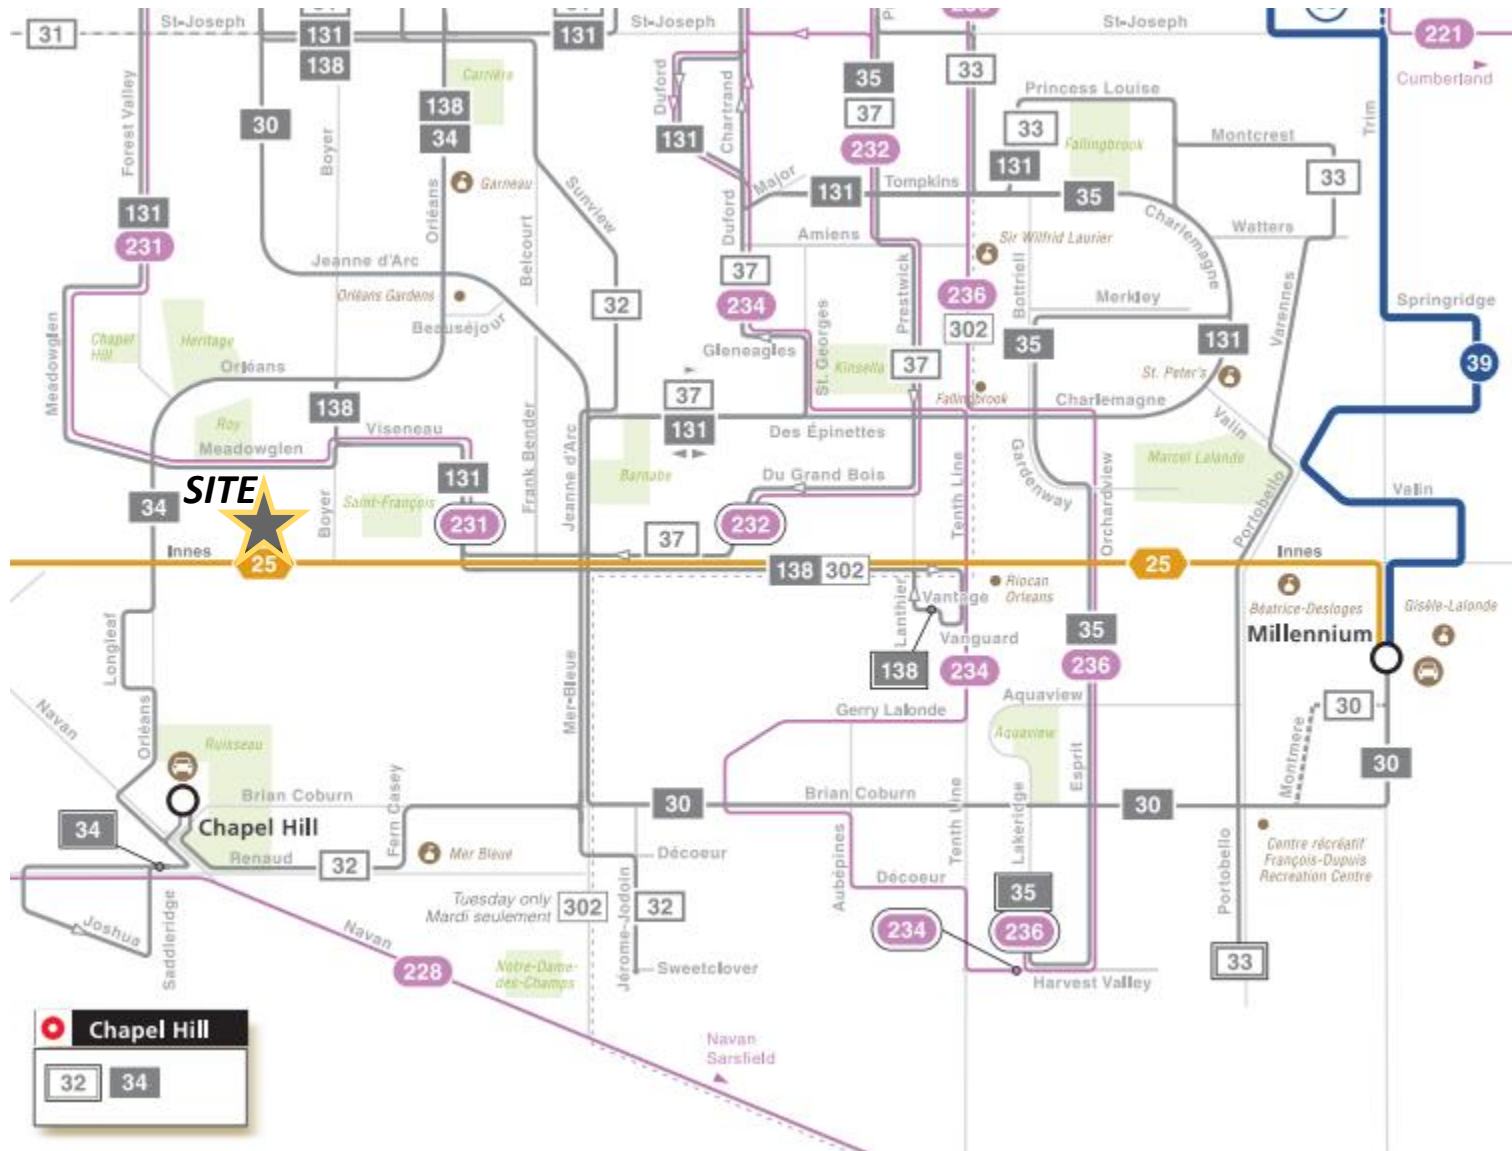 31
St-Joseph
131
138
131
St-Joseph
St-Joseph
221
Cumberland
Forest Valley
30
Boyer
138
34
Carrière
Duford
131
Chartrand
35
37
232
33
Princess Louise
33
Fallingbrook
Montcrest
Trim
33
131
231
Orléans
Garneau
Belcourt
Sunview
Major
131
Tompkins
131
35
Charlemagne
Watters
Duford
Amiens
Sir Wilfrid Laurier
Jeanne d'Arc
Orléans Gardens
Beauséjour
32
37
234
Prestwick
236
302
Bottriell
Merkley
Varennes
Springridge
Meadowglen
Chapel
Hill
Heritage
Gleneagles
St. Georges
Kinsella
37
35
131
39
Orléans
138
37
131
Fallingbrook
St. Peter's
Charlemagne
Valin
Roy
Meadowglen
Viseneau
Frank Bender
Jeanne d'Arc
Des Épinettes
Barnabe
Du Grand Bois
Tenth Line
Gardenway
Orchardview
Marcel Lalande
Portobello
Valin
34
SITE
Boyer
Saint-François
131
231
232
37
Innes
25
138
302
25
Innes
Lanthier
Vantage
Riocan
Orleans
Béatrice-Desloges
Gisèle-Lalonde
Millennium
Longleaf
Vanguard
35
236
138
234
Mer-Bleue
Navan
Orléans
Ruisseau
Gerry Lalonde
Aquaview
Aquaview
Esprit
30
Montmere
30
Brian Coburn
30
Brian Coburn
30
34
Chapel Hill
Fern Casey
Tenth Line
Lakeridge
Renaud
32
Mer Bleue
Décoeur
Aubépines
Centre récréatif
François-Dupuis
Recreation Centre
Portobello
Décoeur
35
Tuesday only
Mardi seulement
302
Jérome-Jodoin
32
Joshua
Saddleridge
Navan
234
236
228
Notre-Dame-
des-Champs
Sweetclover
Harvest Valley
33
Chapel Hill
32
34
Navan
Sarsfield